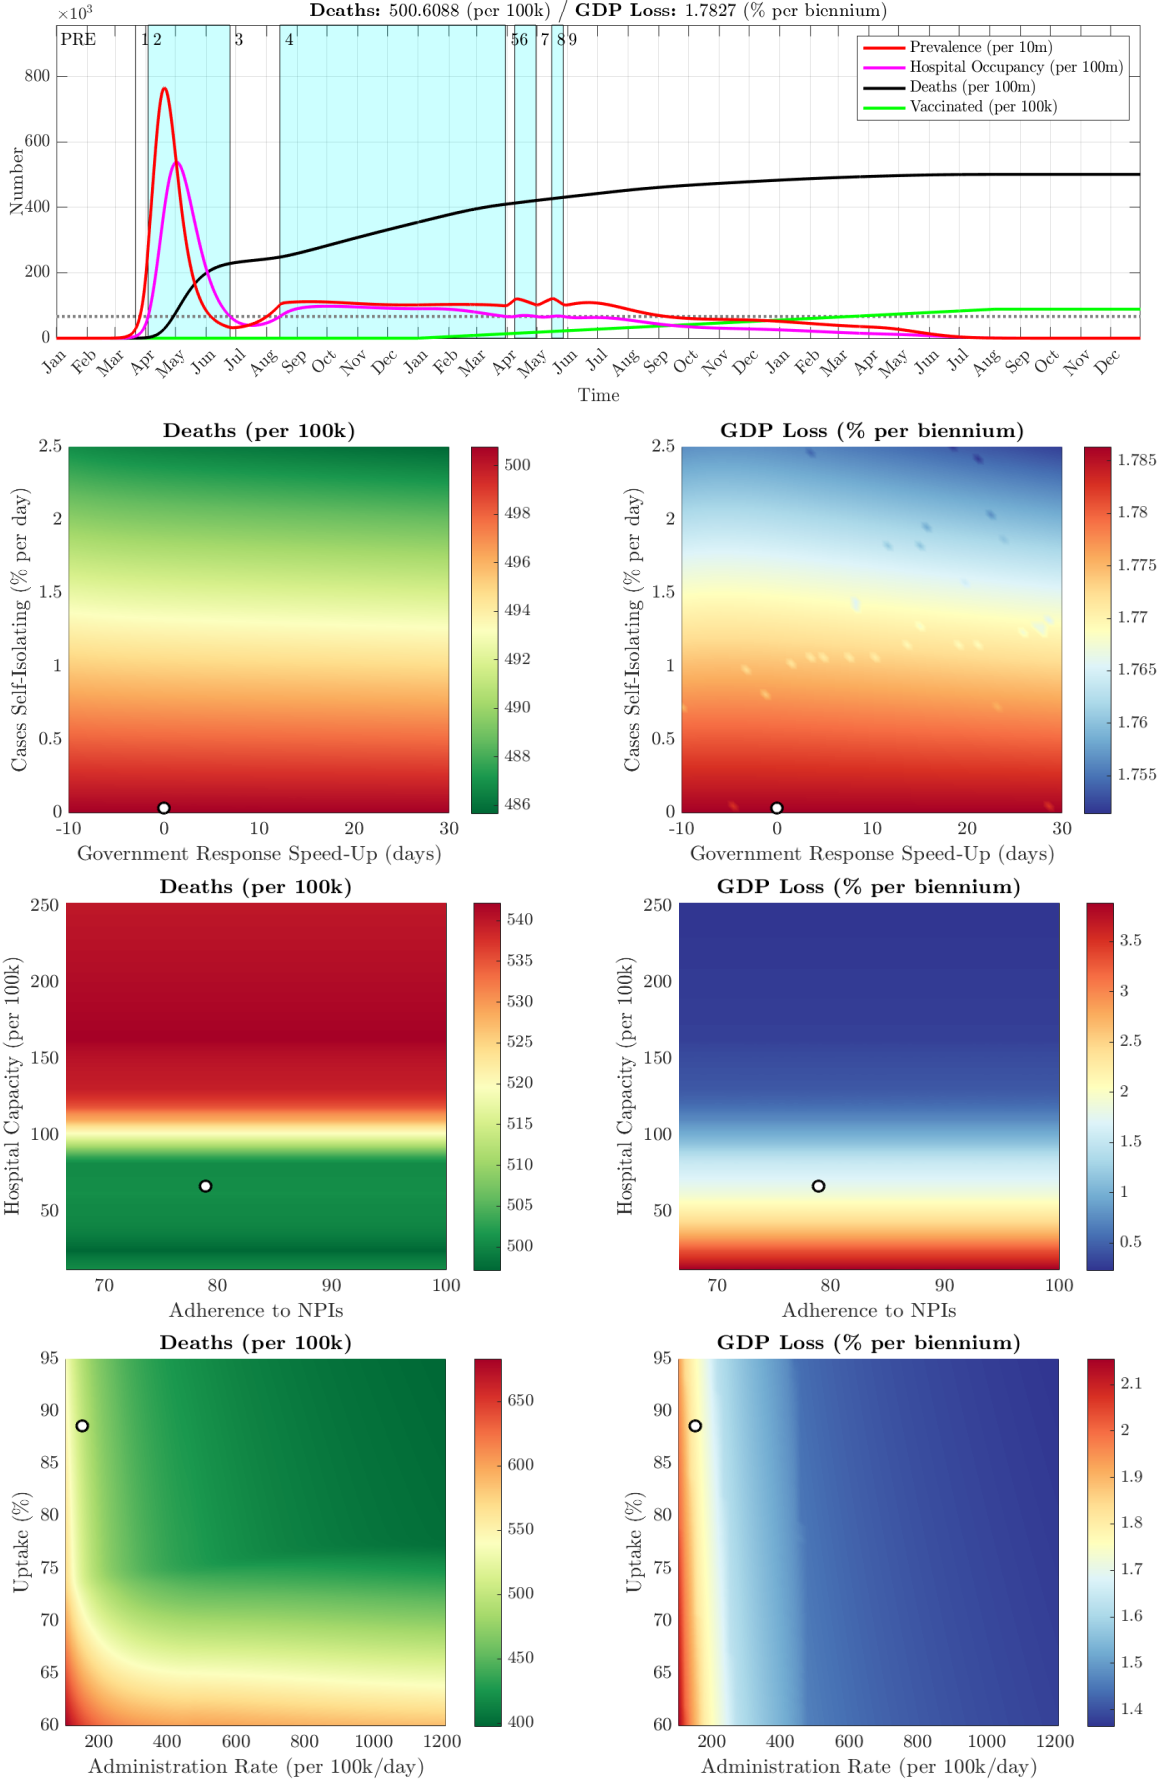 Deaths: 500.6088 (per 100k) / GDP Loss: 1.7827 (% per biennium)
×10³
PRE 1 2 3 4 5 6 7 8 9
Prevalence (per 10m)
Hospital Occupancy (per 100m)
Deaths (per 100m)
Vaccinated (per 100k)
800
600
400
200
0
Number
Jan Feb Mar Apr May Jun Jul Aug Sep Oct Nov Dec Jan Feb Mar Apr May Jun Jul Aug Sep Oct Nov Dec Jan Feb Mar Apr May Jun Jul Aug Sep Oct Nov Dec
Time
Deaths (per 100k)
Cases Self-Isolating (% per day)
2.5
2
1.5
1
0.5
0
-10 0 10 20 30
Government Response Speed-Up (days)
500
498
496
494
492
490
488
486
GDP Loss (% per biennium)
Cases Self-Isolating (% per day)
2.5
2
1.5
1
0.5
0
-10 0 10 20 30
Government Response Speed-Up (days)
1.785
1.78
1.775
1.77
1.765
1.76
1.755
Deaths (per 100k)
Hospital Capacity (per 100k)
250
200
150
100
50
70 80 90 100
Adherence to NPIs
540
535
530
525
520
515
510
505
500
GDP Loss (% per biennium)
Hospital Capacity (per 100k)
250
200
150
100
50
70 80 90 100
Adherence to NPIs
3.5
3
2.5
2
1.5
1
0.5
Deaths (per 100k)
Uptake (%)
95
90
85
80
75
70
65
60
200 400 600 800 1000 1200
Administration Rate (per 100k/day)
650
600
550
500
450
400
GDP Loss (% per biennium)
Uptake (%)
95
90
85
80
75
70
65
60
200 400 600 800 1000 1200
Administration Rate (per 100k/day)
2.1
2
1.9
1.8
1.7
1.6
1.5
1.4